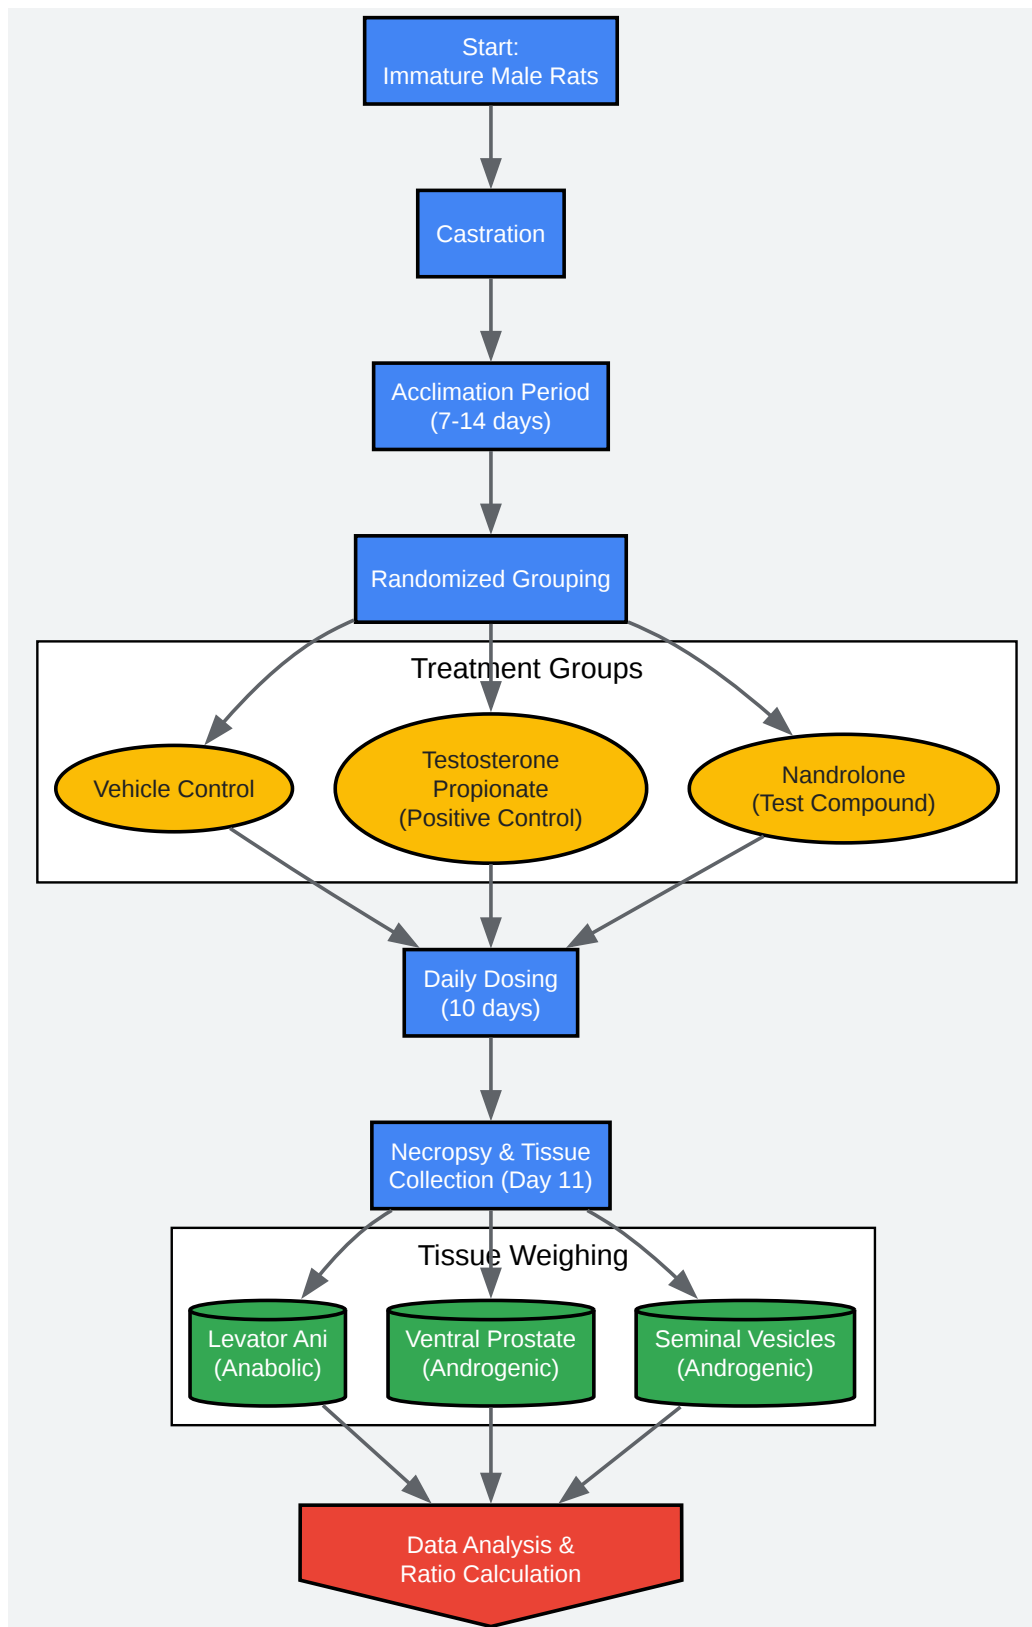 Start:
Immature Male Rats
Castration
Acclimation Period
(7-14 days)
Randomized Grouping
Treatment Groups
Vehicle Control
Testosterone
Propionate
(Positive Control)
Nandrolone
(Test Compound)
Daily Dosing
(10 days)
Necropsy & Tissue
Collection (Day 11)
Tissue Weighing
Levator Ani
(Anabolic)
Ventral Prostate
(Androgenic)
Seminal Vesicles
(Androgenic)
Data Analysis &
Ratio Calculation